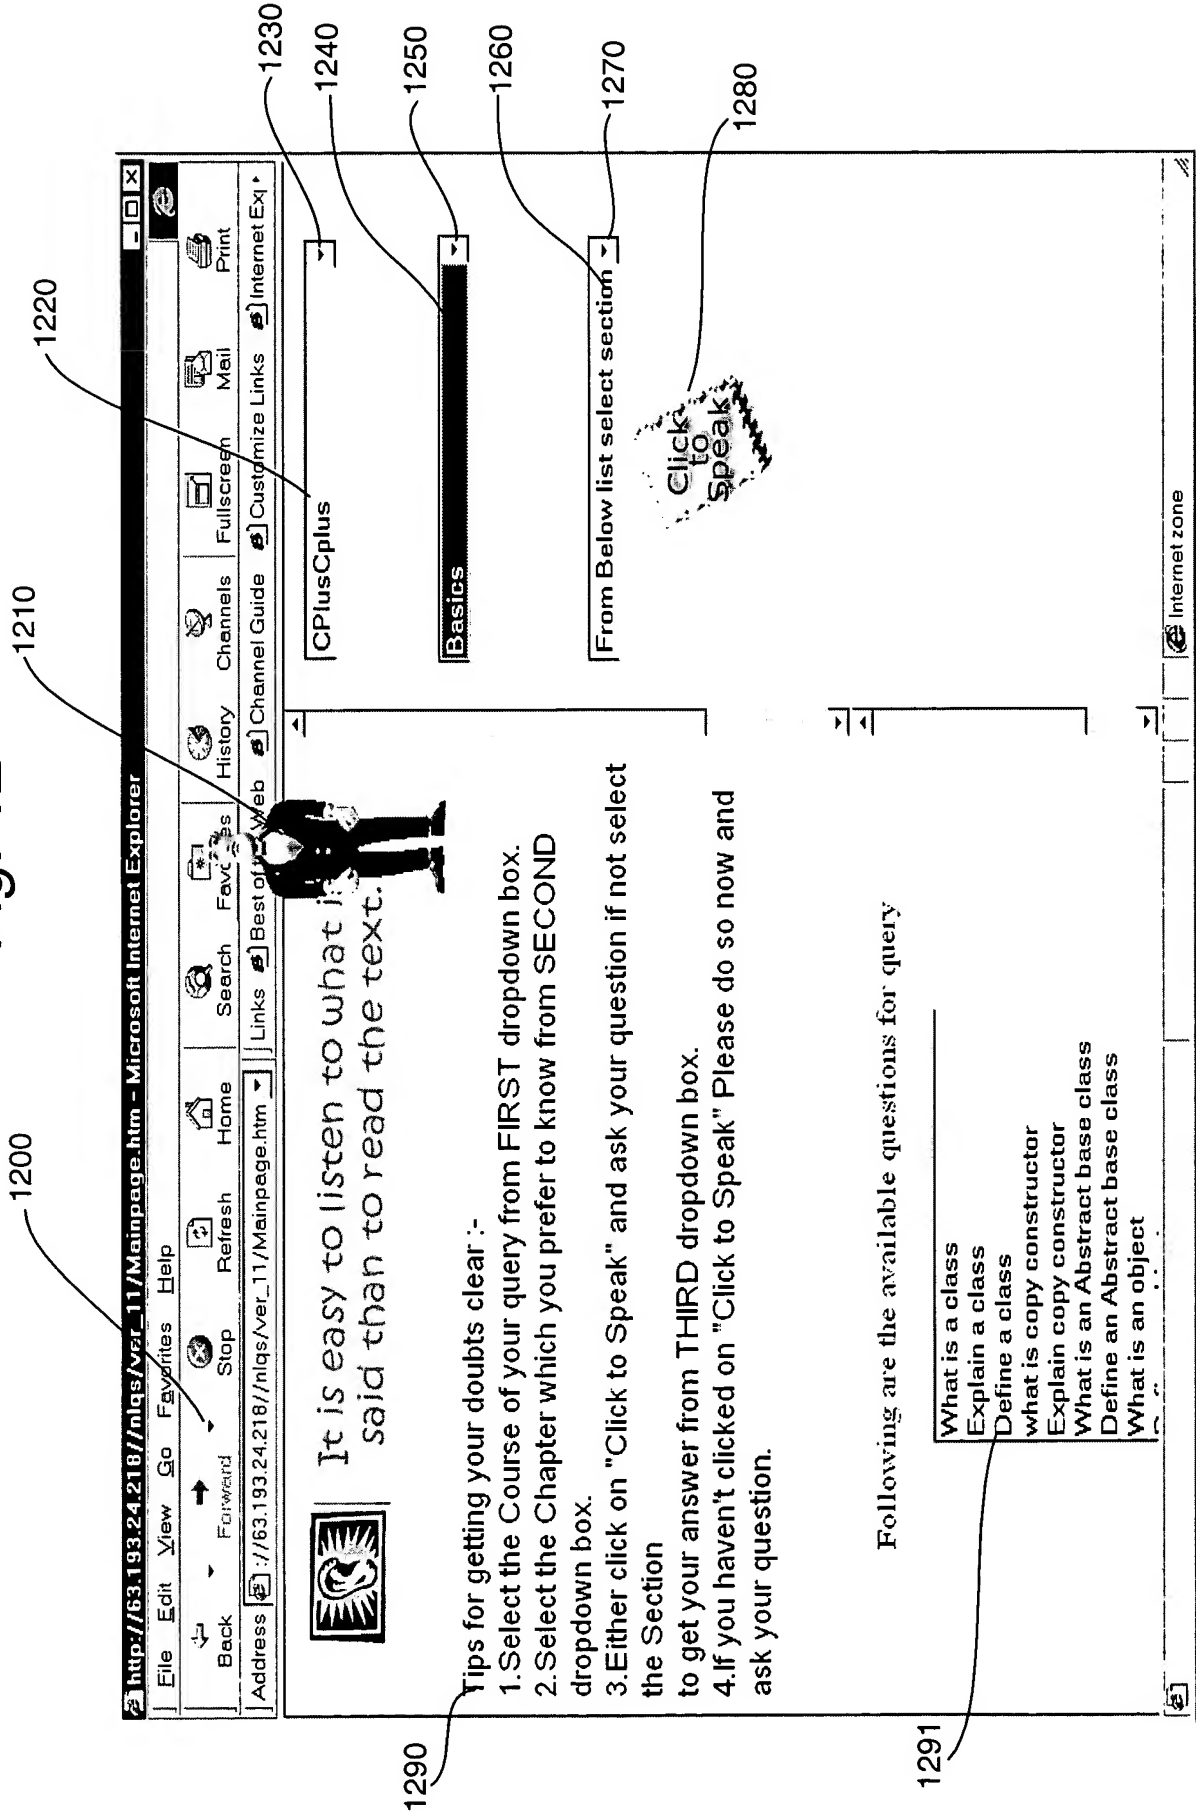 1200
1210
1220
1230
1240
1250
1260
1270
1280
1290
1291
http://63.193.24.218//nlqs/ver_11/Mainpage.htm - Microsoft Internet Explorer
File Edit View Go Favorites Help
Back Forward Stop Refresh Home Search History Channels Fullscreen Mail Print
Address ://63.193.24.218//nlqs/ver_11/Mainpage.htm Links Best of Web Channel Guide Customize Links Internet Exp
It is easy to listen to what
said than to read the text.
CPlusCplus
Basics
From Below list select section
Click
to
Speak
Tips for getting your doubts clear :-
1.Select the Course of your query from FIRST dropdown box.
2.Select the Chapter which you prefer to know from SECOND
dropdown box.
3.Either click on "Click to Speak" and ask your question if not select
the Section
to get your answer from THIRD dropdown box.
4.If you haven't clicked on "Click to Speak" Please do so now and
ask your question.
Following are the available questions for query
What is a class
Explain a class
Define a class
what is copy constructor
Explain copy constructor
What is an Abstract base class
Define an Abstract base class
What is an object
Internet zone